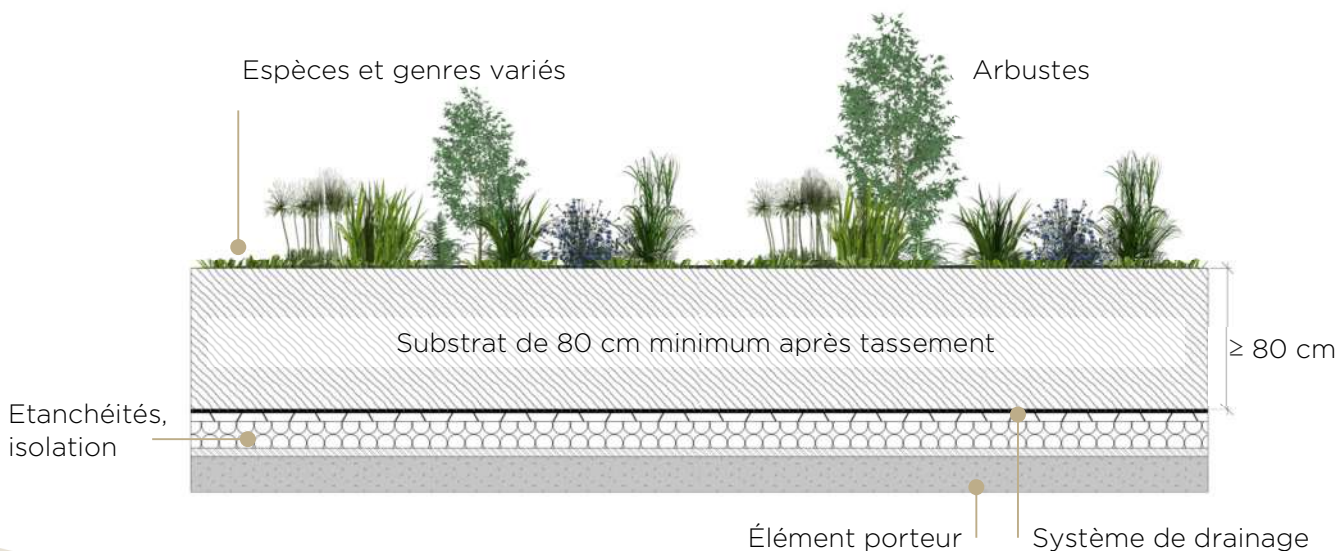 Espèces et genres variés
Arbustes
Substrat de 80 cm minimum après tassement
≥ 80 cm
Etanchéités,
isolation
Élément porteur
Système de drainage